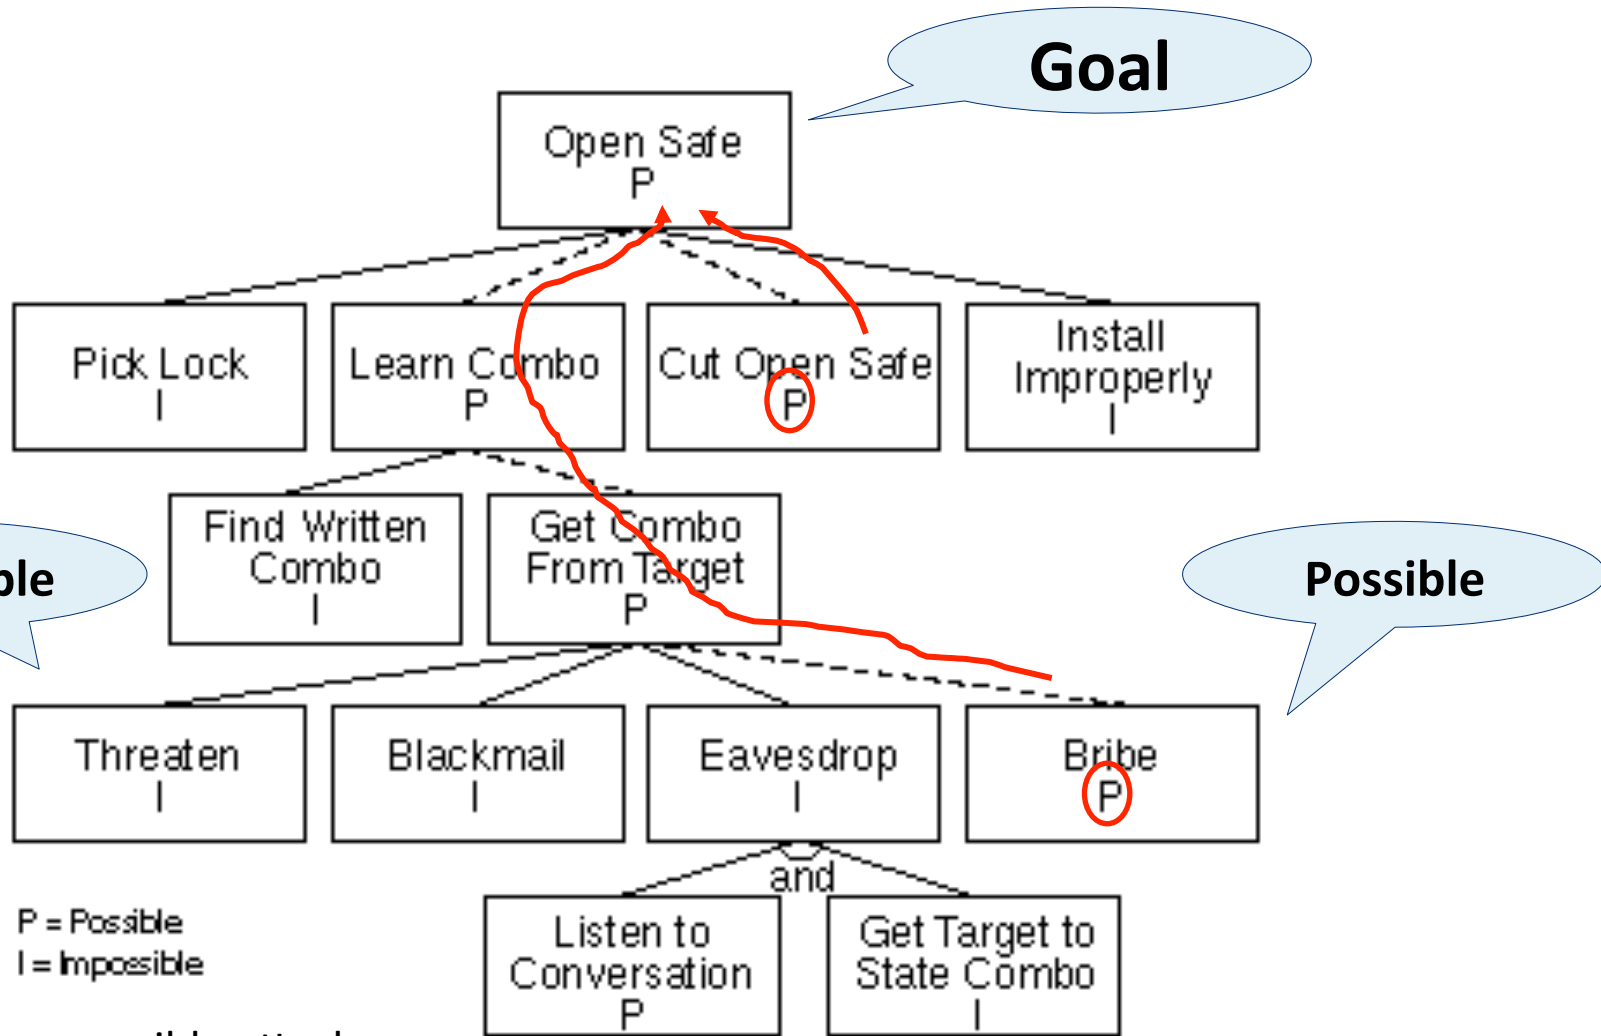 Goal
Open Safe
P
Pick Lock
I
Learn Combo
P
Cut Open Safe
P
Install
Improperly
I
Find Written
Combo
I
Get Combo
From Target
P
Possible
Threaten
I
Blackmail
I
Eavesdrop
I
Bribe
P
and
P = Possible
I = Impossible
Listen to
Conversation
P
Get Target to
State Combo
I